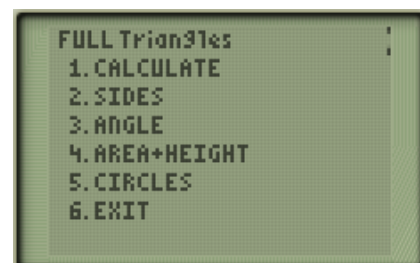 FULL Triangles
1.CALCULATE
2.SIDES
3.ANGLE
4.AREA+HEIGHT
5.CIRCLES
6.EXIT